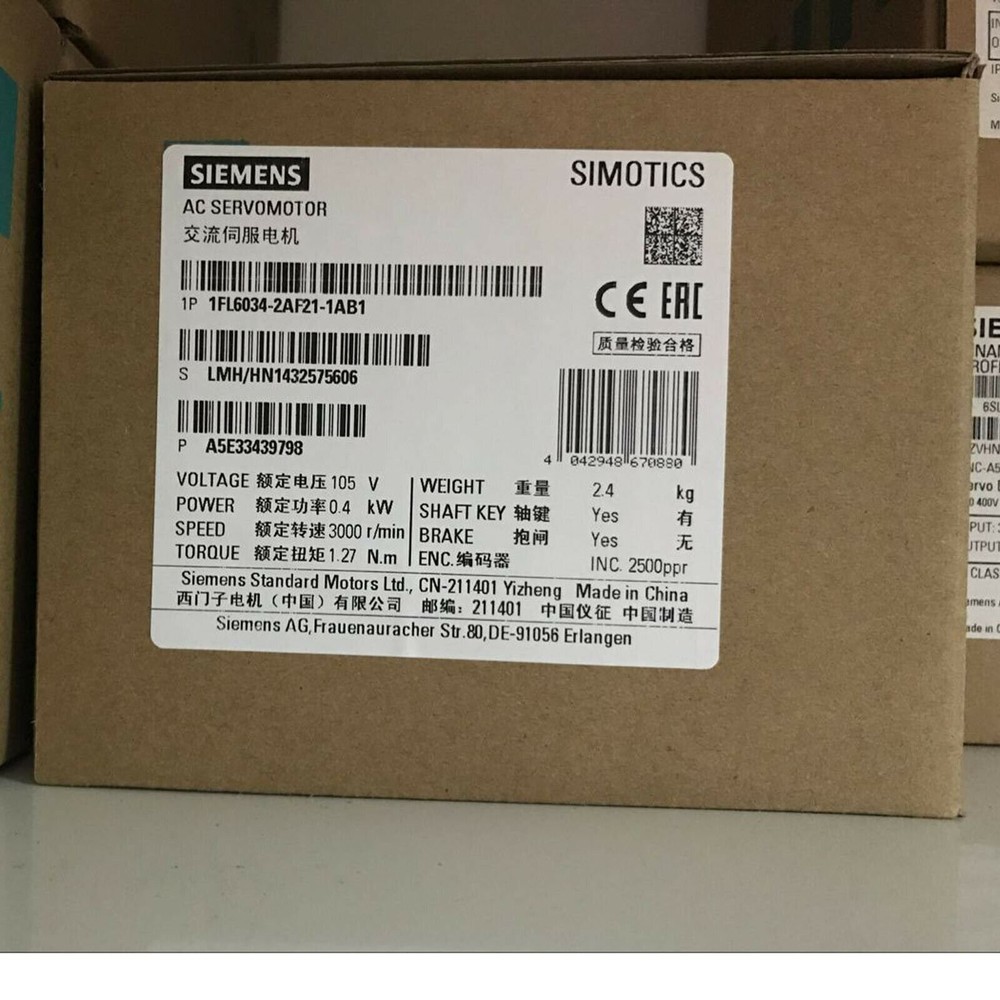 SIEMENS
SIMOTICS
AC SERVOMOTOR
交流伺服电机
1P 1FL6034-2AF21-1AB1
CE EAC
S LMH/HN1432575606
质量检验合格
P A5E33439798
4 042948 670880
VOLTAGE 额定电压 105 V
POWER 额定功率 0.4 kW
SPEED 额定转速 3000 r/min
TORQUE 额定扭矩 1.27 N.m
WEIGHT 重量 2.4 kg
SHAFT KEY 轴键 Yes 有
BRAKE 抱闸 Yes 无
ENC. 编码器 INC. 2500ppr
Siemens Standard Motors Ltd., CN-211401 Yizheng Made in China
西门子电机（中国）有限公司 邮编：211401 中国仪征 中国制造
Siemens AG,Frauenauracher Str.80,DE-91056 Erlangen